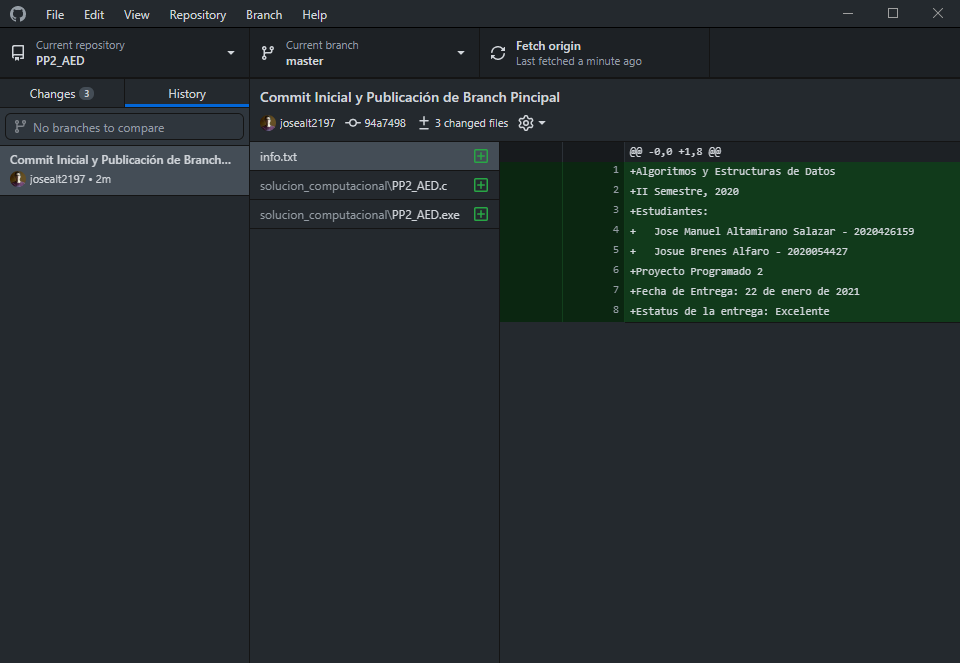 File Edit View Repository Branch Help
Current repository
PP2_AED
Current branch
master
Fetch origin
Last fetched a minute ago
Changes 3
History
No branches to compare
Commit Inicial y Publicación de Branch...
josealt2197 • 2m
Commit Inicial y Publicación de Branch Pincipal
josealt2197 94a7498 3 changed files
info.txt
solucion_computacional\PP2_AED.c
solucion_computacional\PP2_AED.exe
@@ -0,0 +1,8 @@
1 +Algoritmos y Estructuras de Datos
2 +II Semestre, 2020
3 +Estudiantes:
4 +   Jose Manuel Altamirano Salazar - 2020426159
5 +   Josue Brenes Alfaro - 2020054427
6 +Proyecto Programado 2
7 +Fecha de Entrega: 22 de enero de 2021
8 +Estatus de la entrega: Excelente